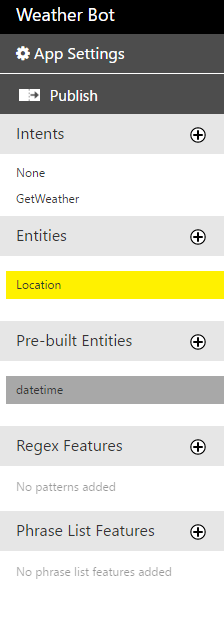 Weather Bot
App Settings
Publish
Intents
None
GetWeather
Entities
Location
Pre-built Entities
datetime
Regex Features
No patterns added
Phrase List Features
No phrase list features added